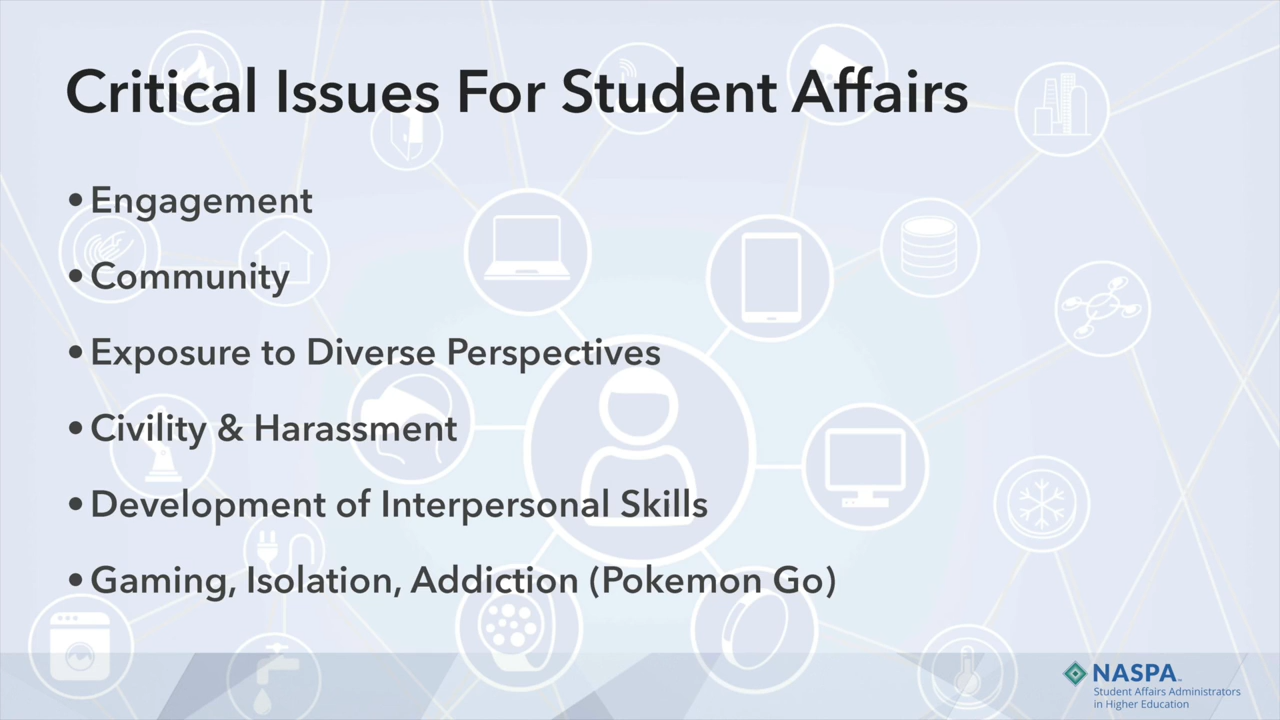 Critical Issues For Student Affairs
• Engagement
• Community
• Exposure to Diverse Perspectives
• Civility & Harassment
• Development of Interpersonal Skills
• Gaming, Isolation, Addiction (Pokemon Go)
NASPA™
Student Affairs Administrators
in Higher Education